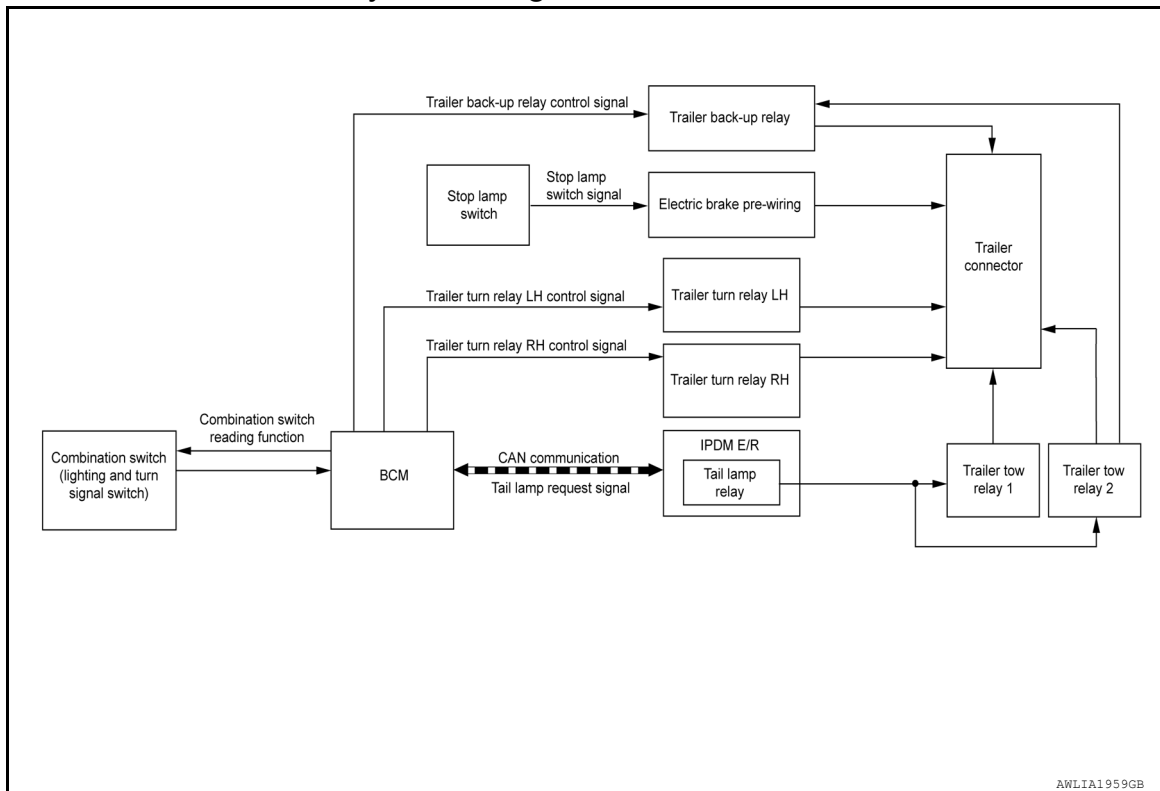 Trailer back-up relay control signal
Trailer back-up relay
Stop lamp
switch
Stop lamp
switch signal
Electric brake pre-wiring
Trailer
connector
Trailer turn relay LH control signal
Trailer turn relay LH
Trailer turn relay RH control signal
Trailer turn relay RH
Combination switch
reading function
Combination switch
(lighting and turn
signal switch)
BCM
CAN communication
Tail lamp request signal
IPDM E/R
Tail lamp
relay
Trailer tow
relay 1
Trailer tow
relay 2
AWLIA1959GB